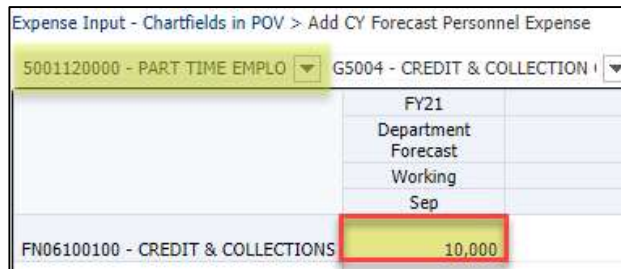 Expense Input - Chartfields in POV > Add CY Forecast Personnel Expense
5001120000 - PART TIME EMPLO G5004 - CREDIT & COLLECTION
FY21
Department
Forecast
Working
Sep
FN06100100 - CREDIT & COLLECTIONS 10,000